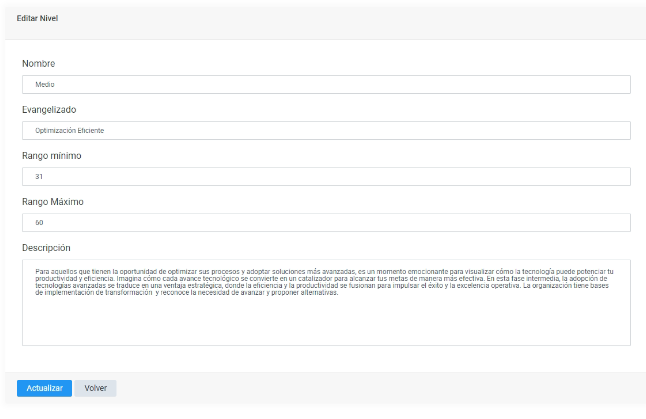 Editar Nivel
Nombre
Medio
Evangelizado
Optimización Eficiente
Rango mínimo
31
Rango Máximo
60
Descripción
Para aquellos que tienen la oportunidad de optimizar sus procesos y adoptar soluciones más avanzadas, es un momento emocionante para visualizar cómo la tecnología puede potenciar tu
productividad y eficiencia. Imagina cómo cada avance tecnológico se convierte en un catalizador para alcanzar tus metas de manera más efectiva. En esta fase intermedia, la adopción de
tecnologías avanzadas se traduce en una ventaja estratégica, donde la eficiencia y la productividad se fusionan para impulsar el éxito y la excelencia operativa. La organización tiene bases
de implementación de transformación y reconoce la necesidad de avanzar y proponer alternativas.
Actualizar Volver